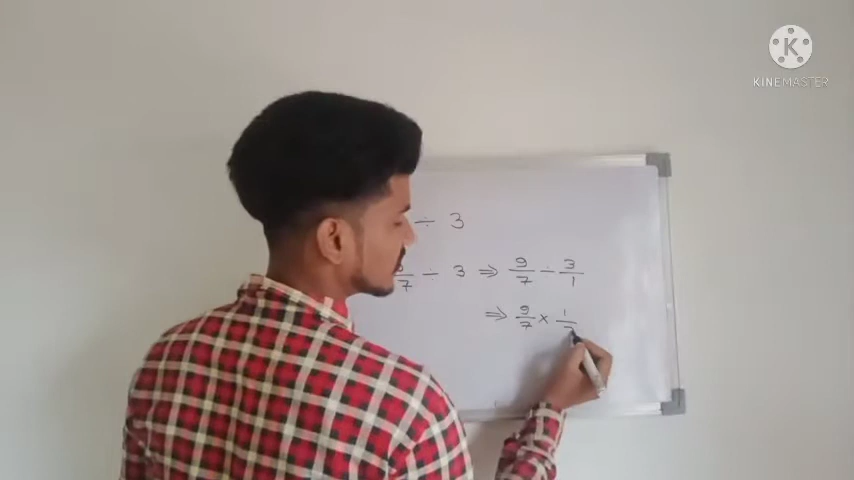 K
KINEMASTER
÷ 3
9/7 ÷ 3 ⇒ 9/7 ÷ 3/1
⇒ 9/7 × 1/3